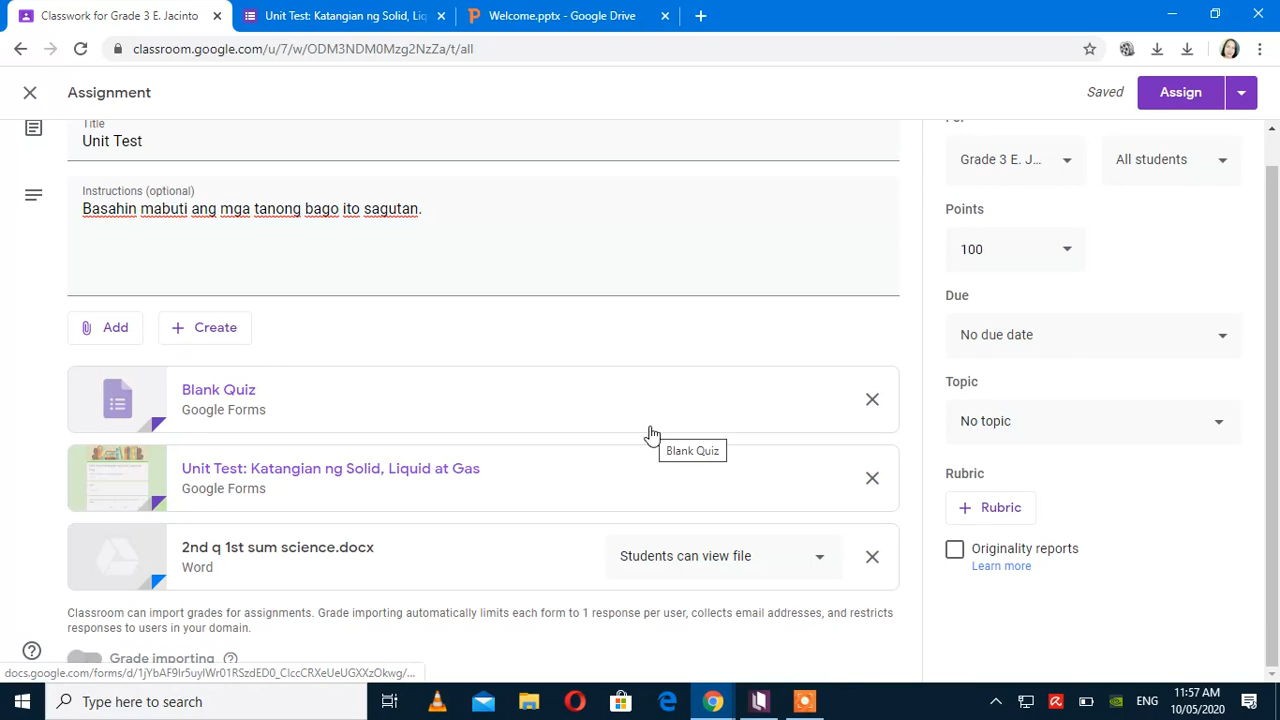 Classwork for Grade 3 E. Jacinto
Unit Test: Katangian ng Solid, Liq
Welcome.pptx - Google Drive
classroom.google.com/u/7/w/ODM3NDM0Mzg2NzZa/t/all
Assignment
Saved
Assign
Title
Unit Test
Instructions (optional)
Basahin mabuti ang mga tanong bago ito sagutan.
Add
Create
Blank Quiz
Google Forms
Blank Quiz
Unit Test: Katangian ng Solid, Liquid at Gas
Google Forms
2nd q 1st sum science.docx
Word
Students can view file
Classroom can import grades for assignments. Grade importing automatically limits each form to 1 response per user, collects email addresses, and restricts
responses to users in your domain.
Grade importing
Grade 3 E. J...
All students
Points
100
Due
No due date
Topic
No topic
Rubric
Rubric
Originality reports
Learn more
Type here to search
ENG
11:57 AM
10/05/2020